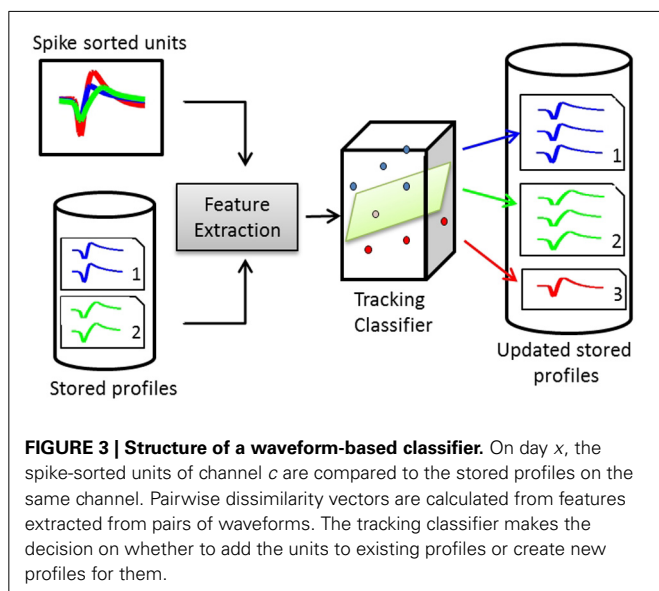 Spike sorted units
Feature
Extraction
1
2
Stored profiles
Tracking
Classifier
1
2
3
Updated stored
profiles
FIGURE 3 | Structure of a waveform-based classifier. On day x, the
spike-sorted units of channel c are compared to the stored profiles on the
same channel. Pairwise dissimilarity vectors are calculated from features
extracted from pairs of waveforms. The tracking classifier makes the
decision on whether to add the units to existing profiles or create new
profiles for them.